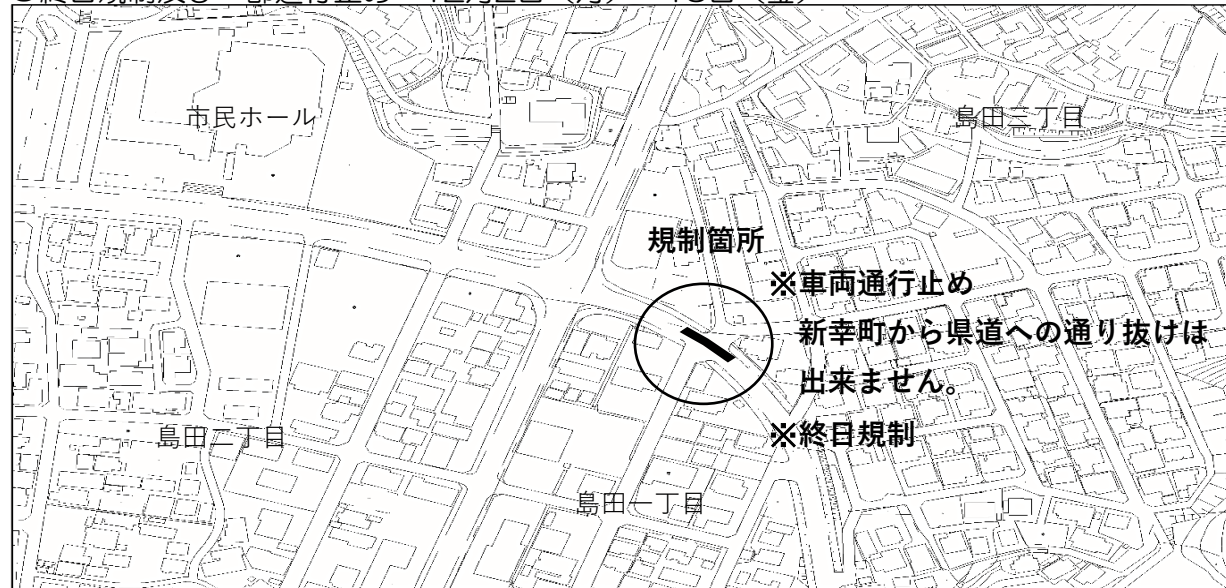 市民ホール
島田三丁目
規制箇所
※車両通行止め
新幸町から県道への通り抜けは
出来ません。
※終日規制
島田二丁目
島田一丁目